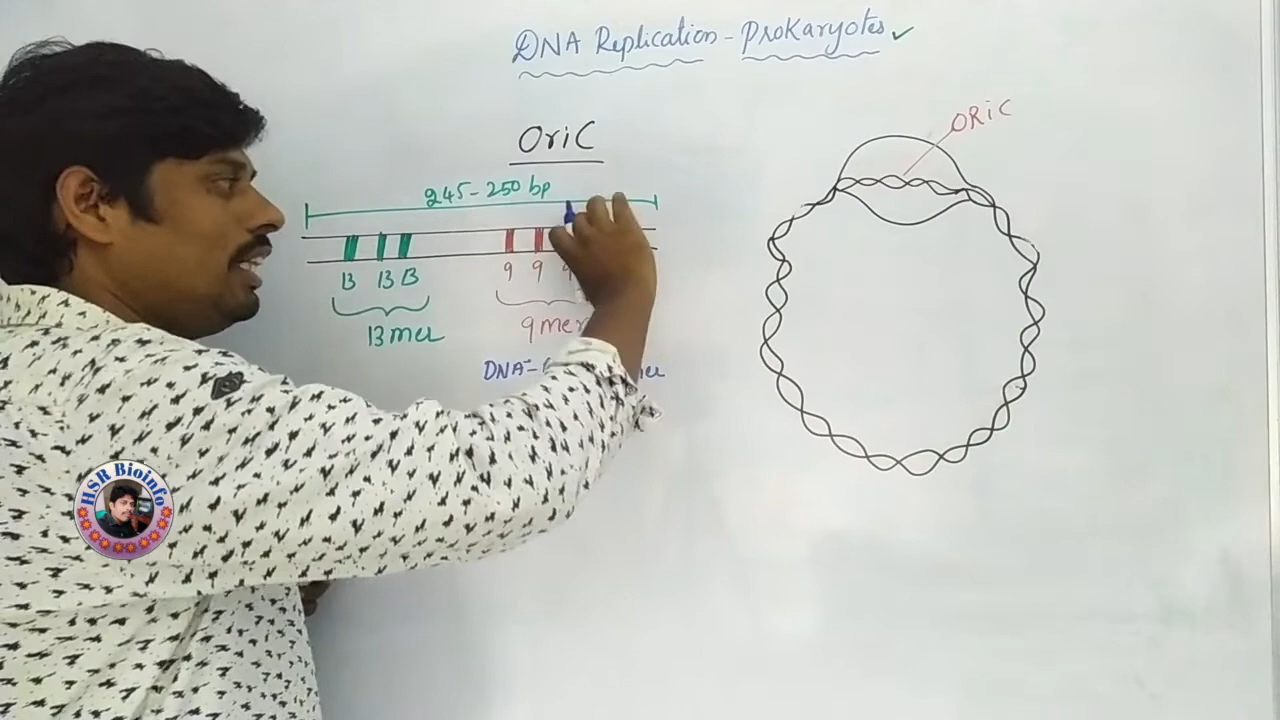 DNA Replication - Prokaryotes
OriC
245-250 bp
13 13 13
9 9 9
13 mer
9 mer
DNA-
ORiC
HSR Bioinfo